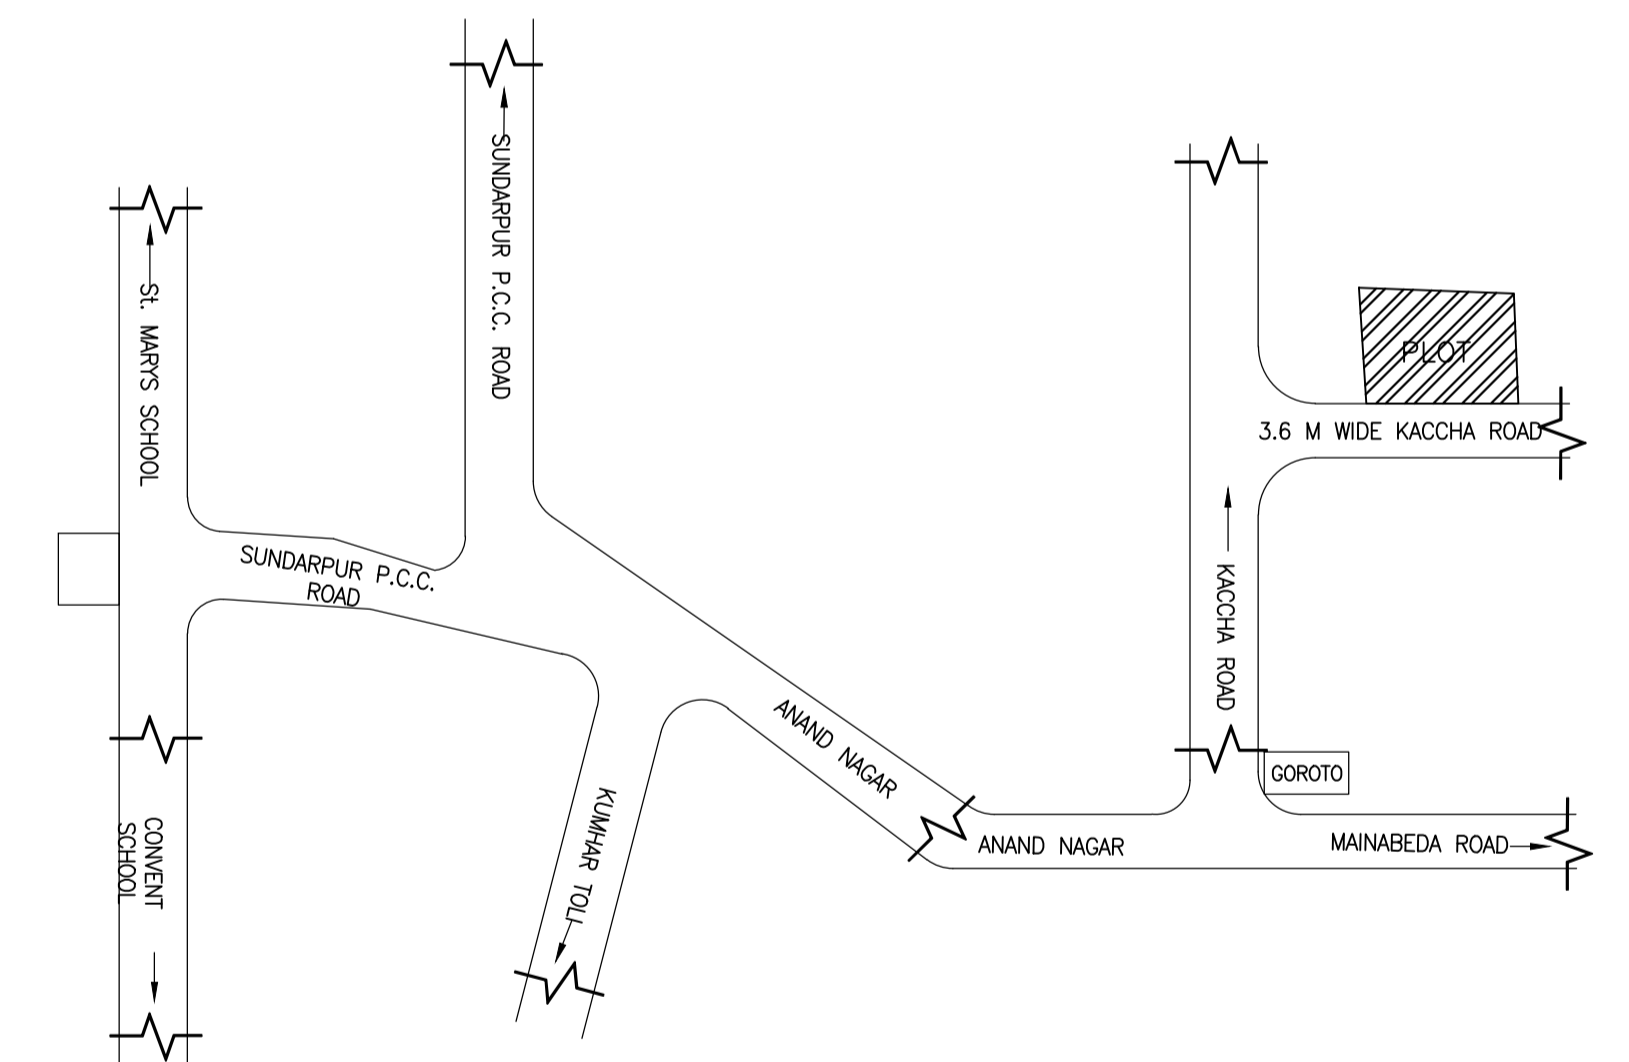 SUNDARPUR P.C.C. ROAD
St. MARYS SCHOOL
PLOT
3.6 M WIDE KACCHA ROAD
SUNDARPUR P.C.C.
ROAD
KACCHA ROAD
ANAND NAGAR
GOROTO
KUMHAR TOLI
ANAND NAGAR
MAINABEDA ROAD
CONVENT
SCHOOL